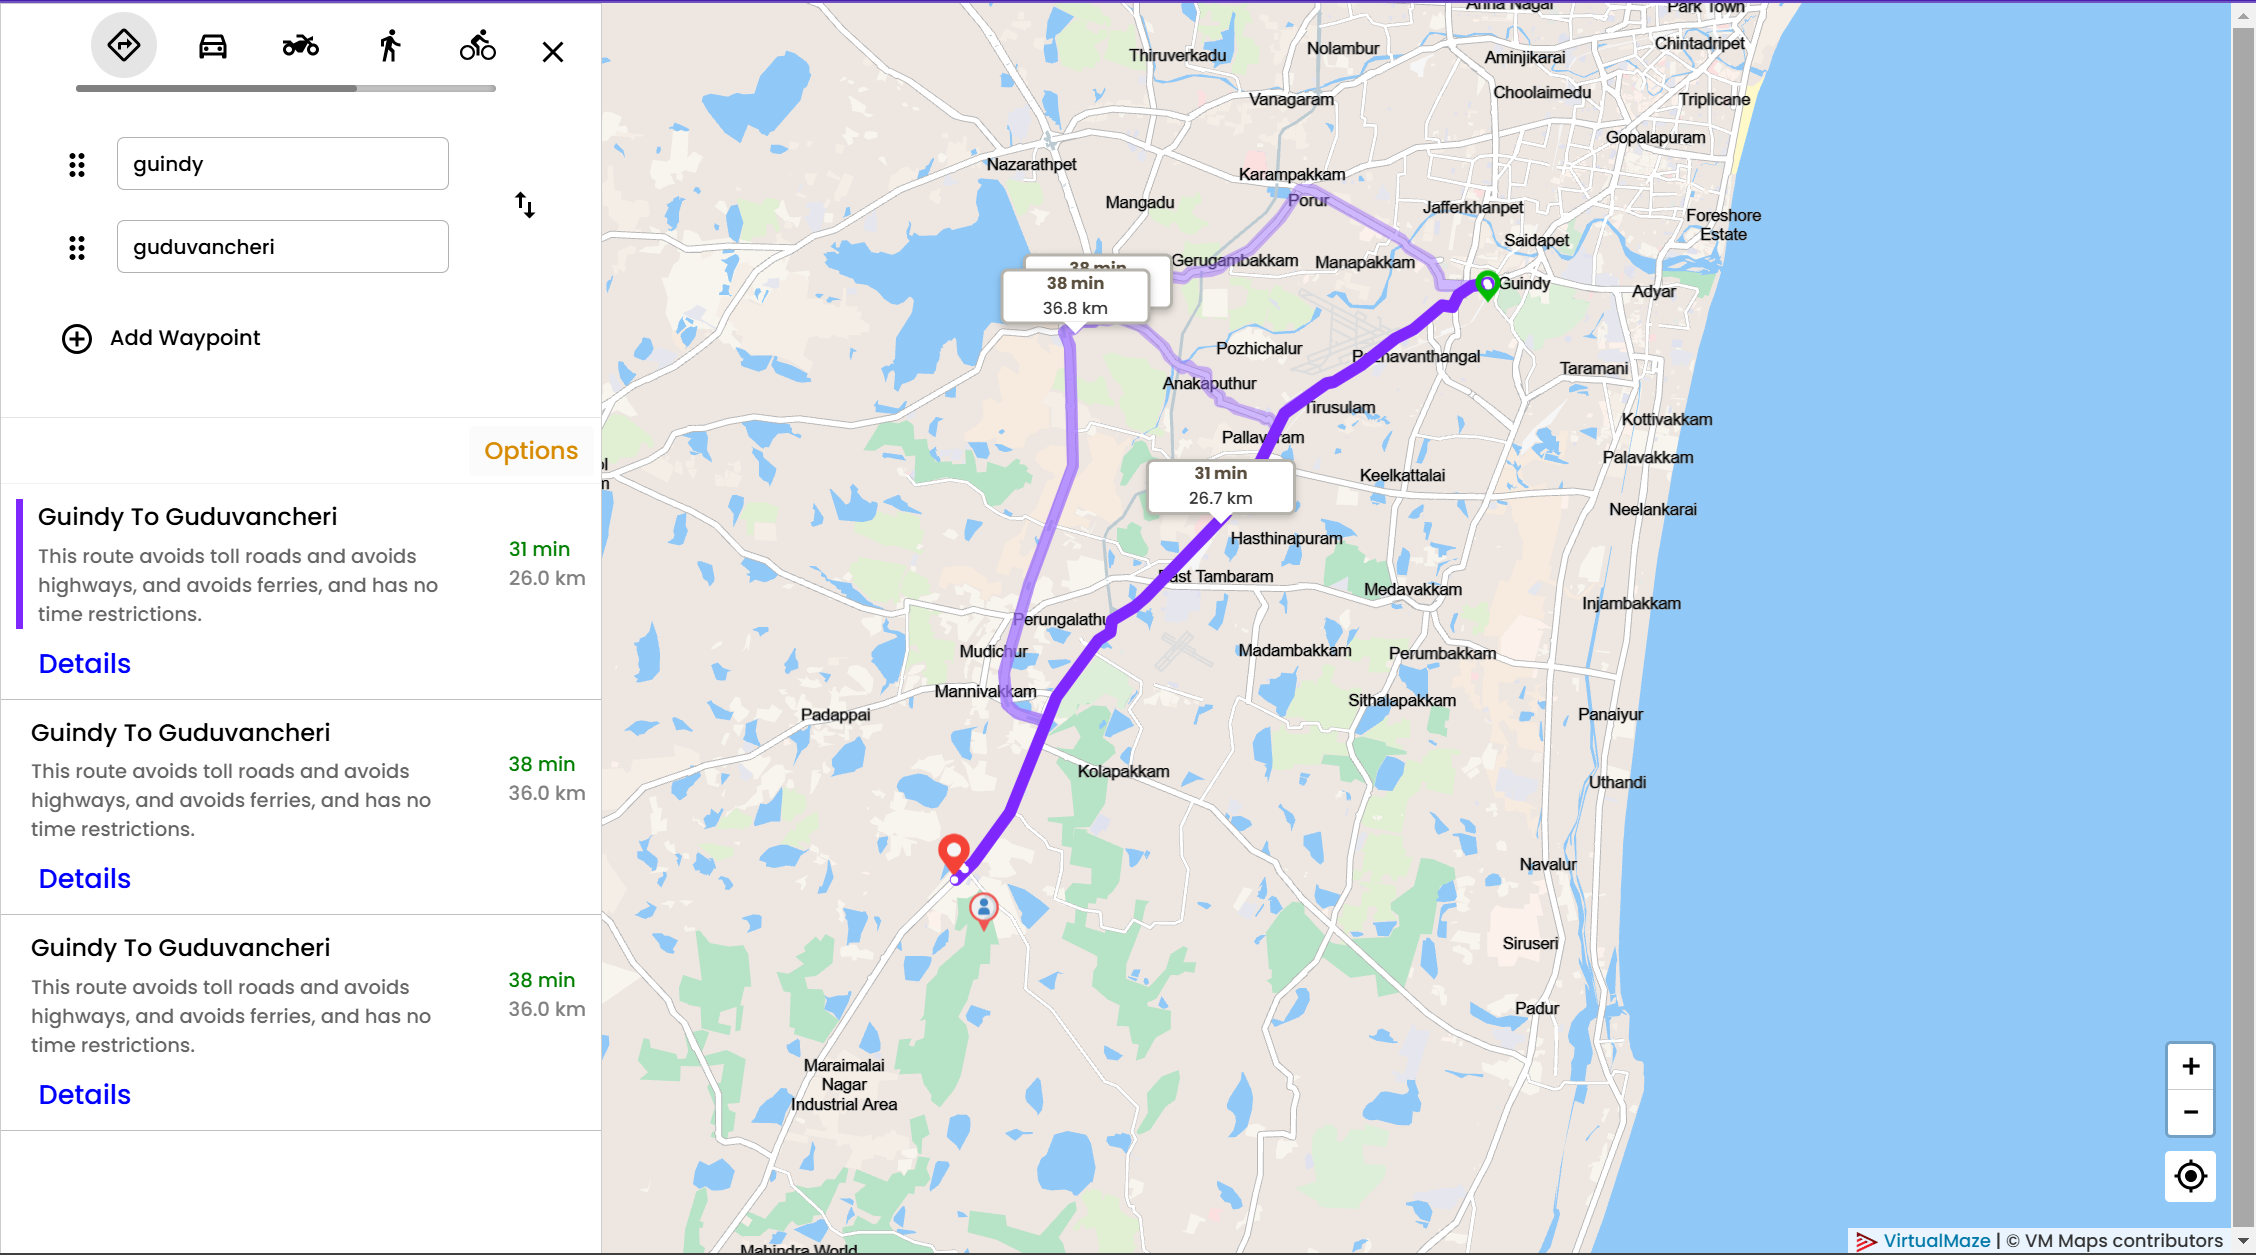 guindy
guduvancheri
Add Waypoint
Options
Guindy To Guduvancheri
This route avoids toll roads and avoids
highways, and avoids ferries, and has no
time restrictions.
31 min
26.0 km
Details
Guindy To Guduvancheri
This route avoids toll roads and avoids
highways, and avoids ferries, and has no
time restrictions.
38 min
36.0 km
Details
Guindy To Guduvancheri
This route avoids toll roads and avoids
highways, and avoids ferries, and has no
time restrictions.
38 min
36.0 km
Details
Anna Nagar
Park Town
Chintadripet
Nolambur
Thiruverkadu
Aminjikarai
Choolaimedu
Triplicane
Vanagaram
Gopalapuram
Nazarathpet
Karampakkam
Porur
Mangadu
Jafferkhanpet
Foreshore
Estate
Saidapet
Gerugambakkam
Manapakkam
38 min
38 min
36.8 km
Guindy
Adyar
Pozhichalur
Taramani
Anakaputhur
Tirusulam
Kottivakkam
Keelkattalai
Palavakkam
31 min
26.7 km
Neelankarai
Hasthinapuram
East Tambaram
Medavakkam
Injambakkam
Mudichur
Madambakkam
Perumbakkam
Mannivakkam
Sithalapakkam
Padappai
Panaiyur
Kolapakkam
Uthandi
Navalur
Siruseri
Padur
Maraimalai
Nagar
Industrial Area
Mahindra World
+
−
VirtualMaze | © VM Maps contributors